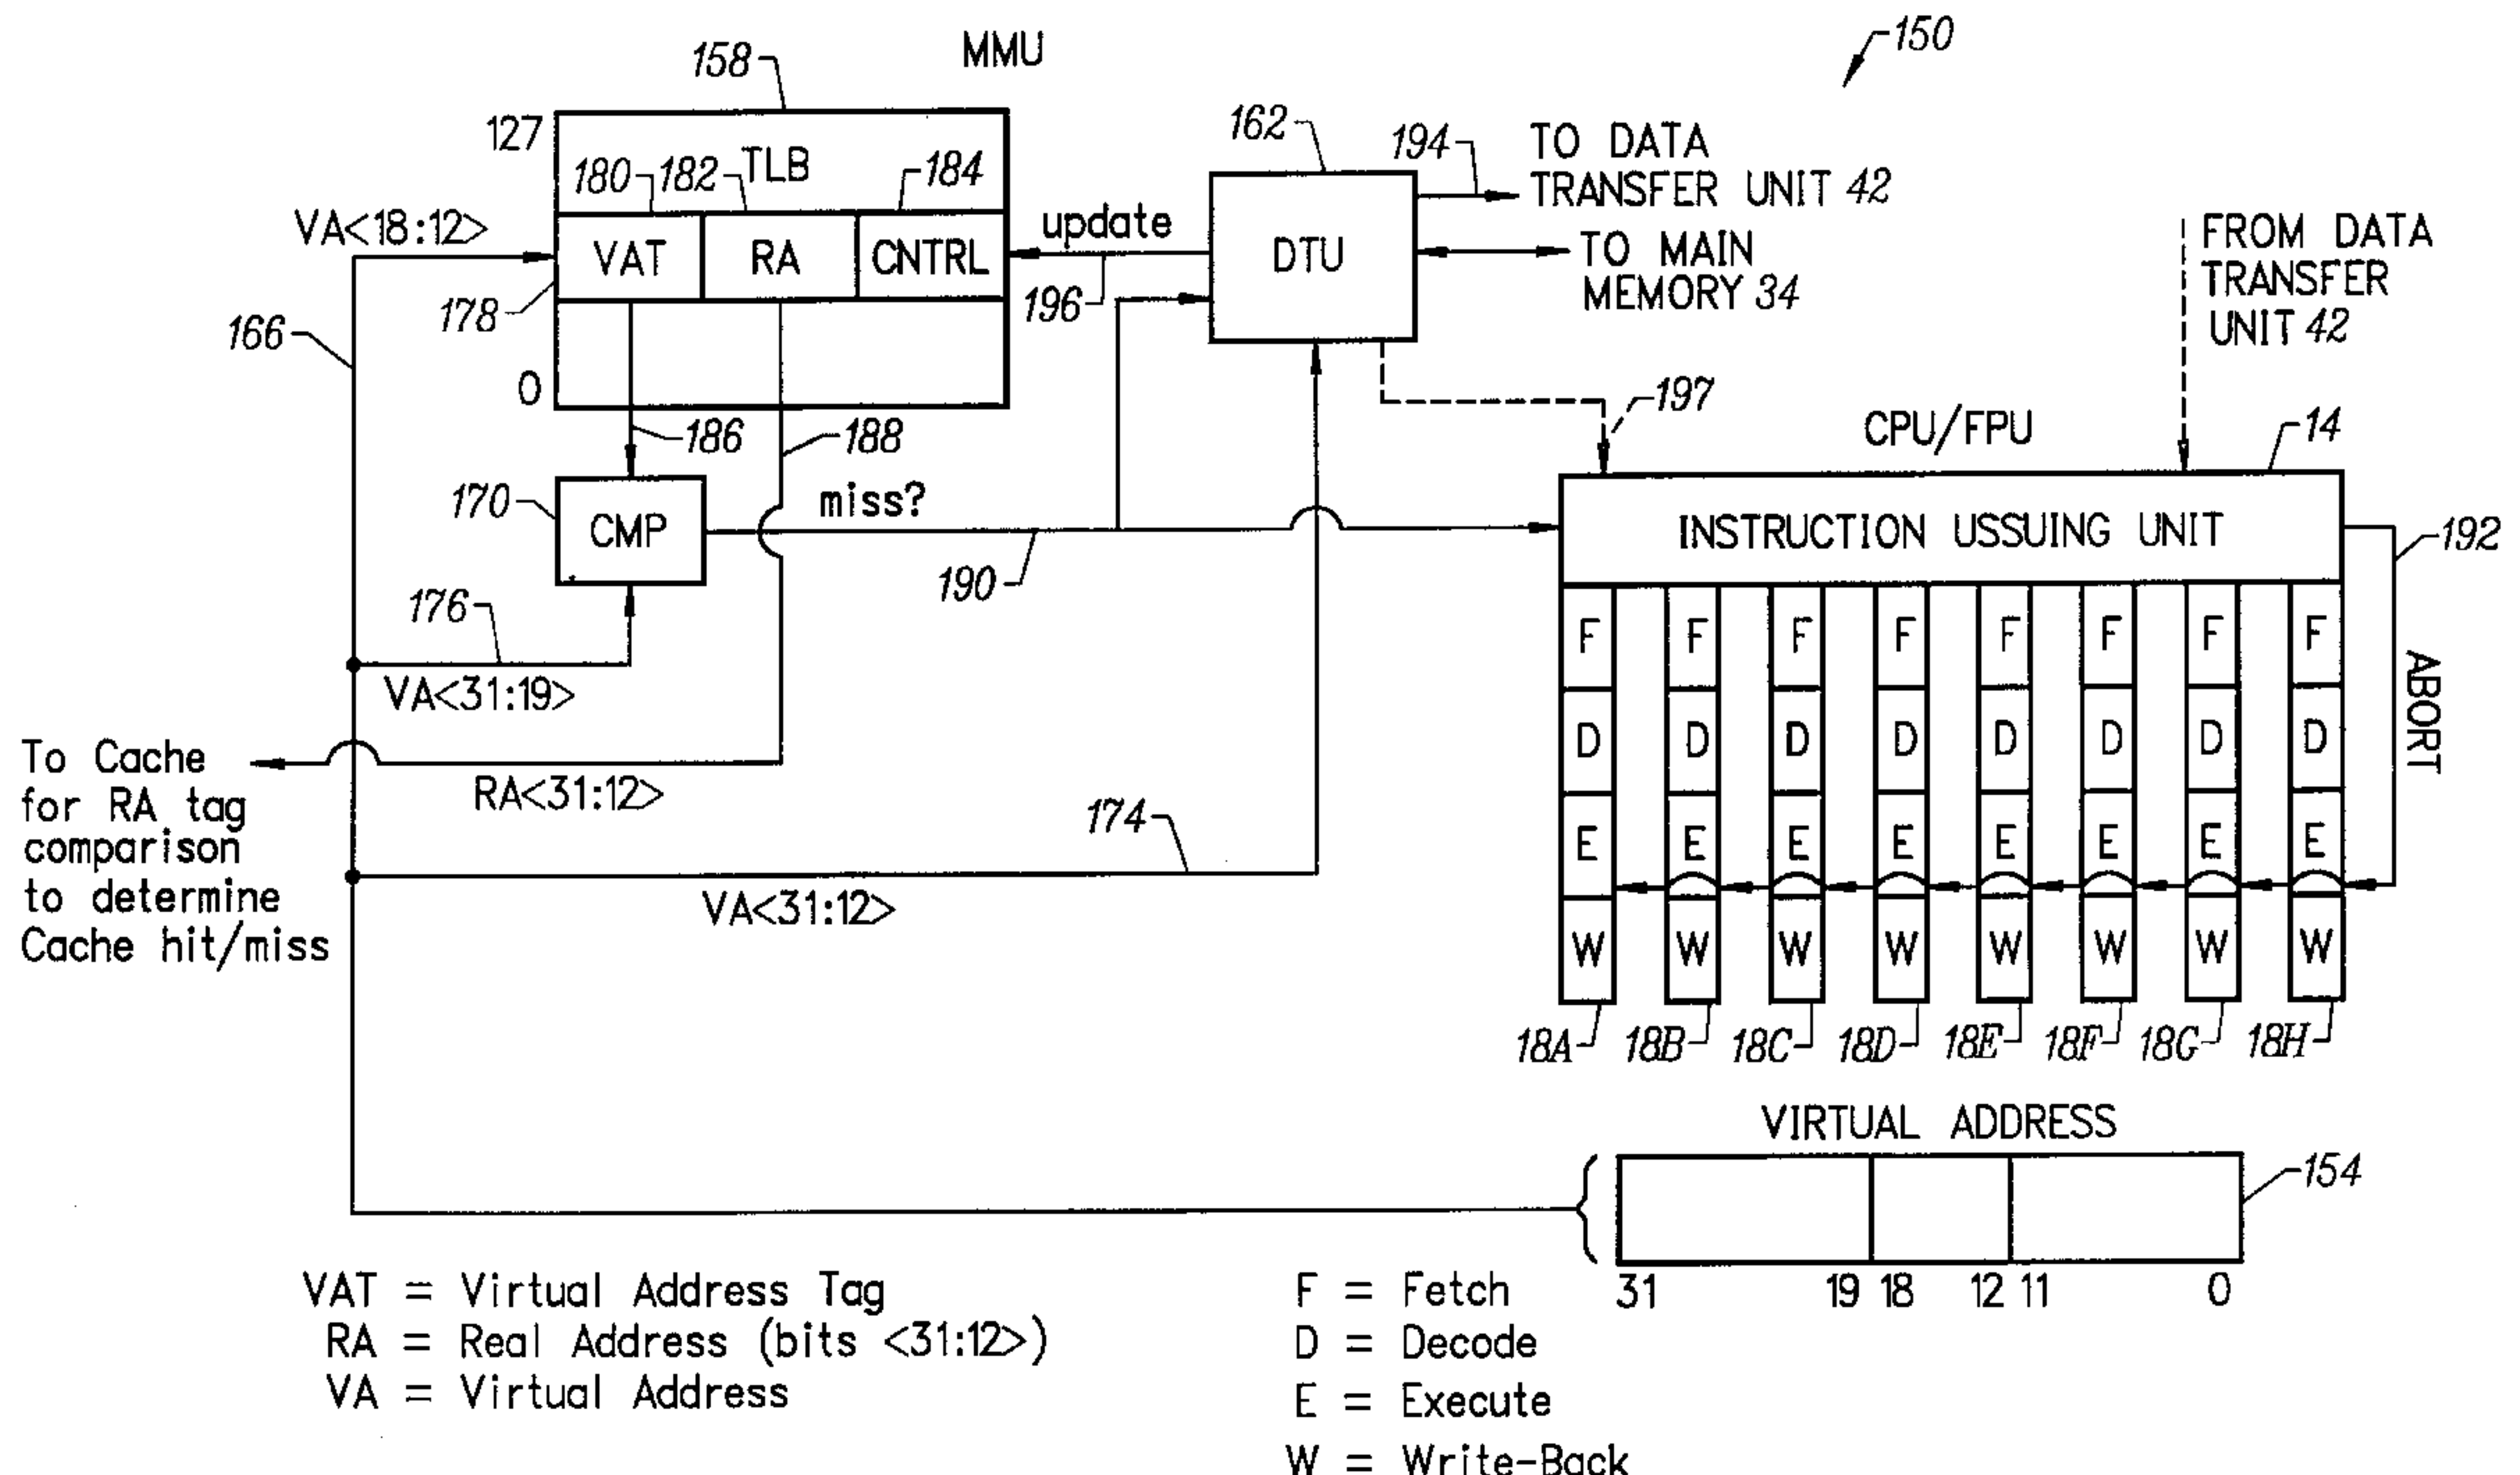 150
MMU
158
127
TLB
180
182
184
VA<18:12>
VAT
RA
CNTRL
178
166
0
update
196
162
DTU
194
TO DATA
TRANSFER UNIT 42
TO MAIN
MEMORY 34
FROM DATA
TRANSFER
UNIT 42
197
186
188
170
CMP
miss?
190
176
VA<31:19>
To Cache
for RA tag
comparison
to determine
Cache hit/miss
RA<31:12>
174
VA<31:12>
CPU/FPU
14
INSTRUCTION USSUING UNIT
192
ABORT
F F F F F F F F
D D D D D D D D
E E E E E E E E
W W W W W W W W
18A 18B 18C 18D 18E 18F 18G 18H
VIRTUAL ADDRESS
154
31 19 18 12 11 0
VAT = Virtual Address Tag
RA = Real Address (bits <31:12>)
VA = Virtual Address
F = Fetch
D = Decode
E = Execute
W = Write-Back